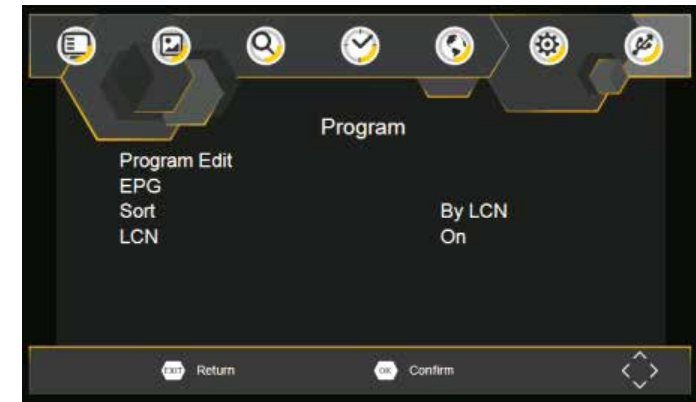 Program
Program Edit
EPG
Sort By LCN
LCN On
EXIT Return OK Confirm